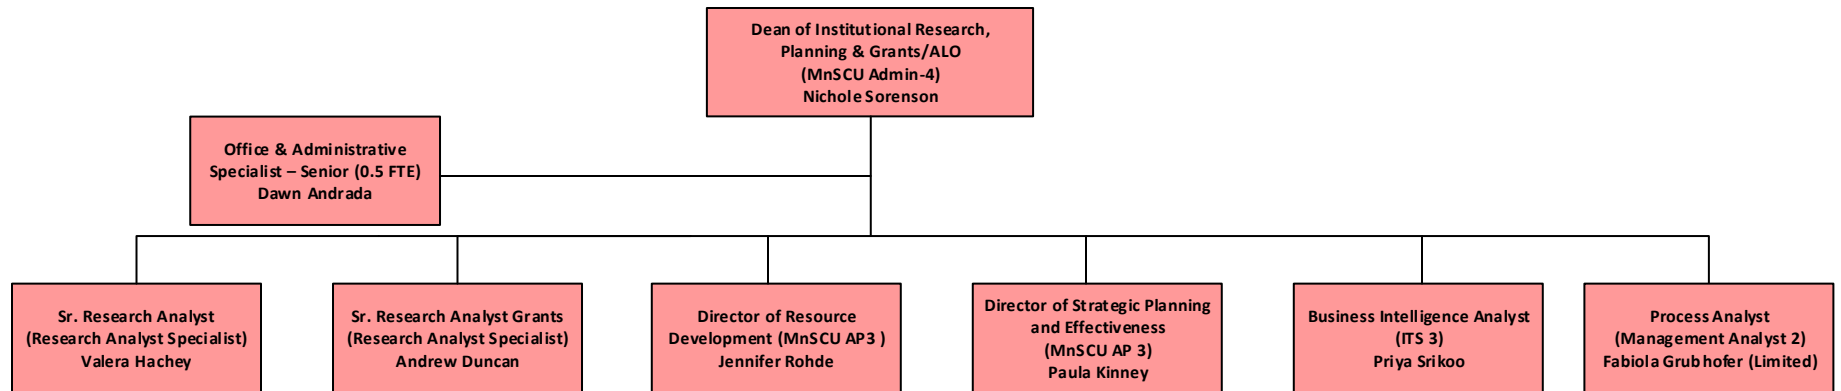 Dean of Institutional Research,
Planning & Grants/ALO
(MnSCU Admin-4)
Nichole Sorenson
Office & Administrative
Specialist – Senior (0.5 FTE)
Dawn Andrada
Sr. Research Analyst
(Research Analyst Specialist)
Valera Hachey
Sr. Research Analyst Grants
(Research Analyst Specialist)
Andrew Duncan
Director of Resource
Development (MnSCU AP3 )
Jennifer Rohde
Director of Strategic Planning
and Effectiveness
(MnSCU AP 3)
Paula Kinney
Business Intelligence Analyst
(ITS 3)
Priya Srikoo
Process Analyst
(Management Analyst 2)
Fabiola Grubhofer (Limited)